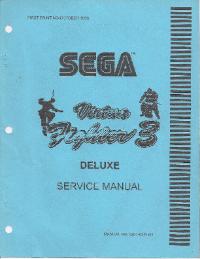 SEGA
Virtua
Fighter 3
DELUXE
SERVICE MANUAL